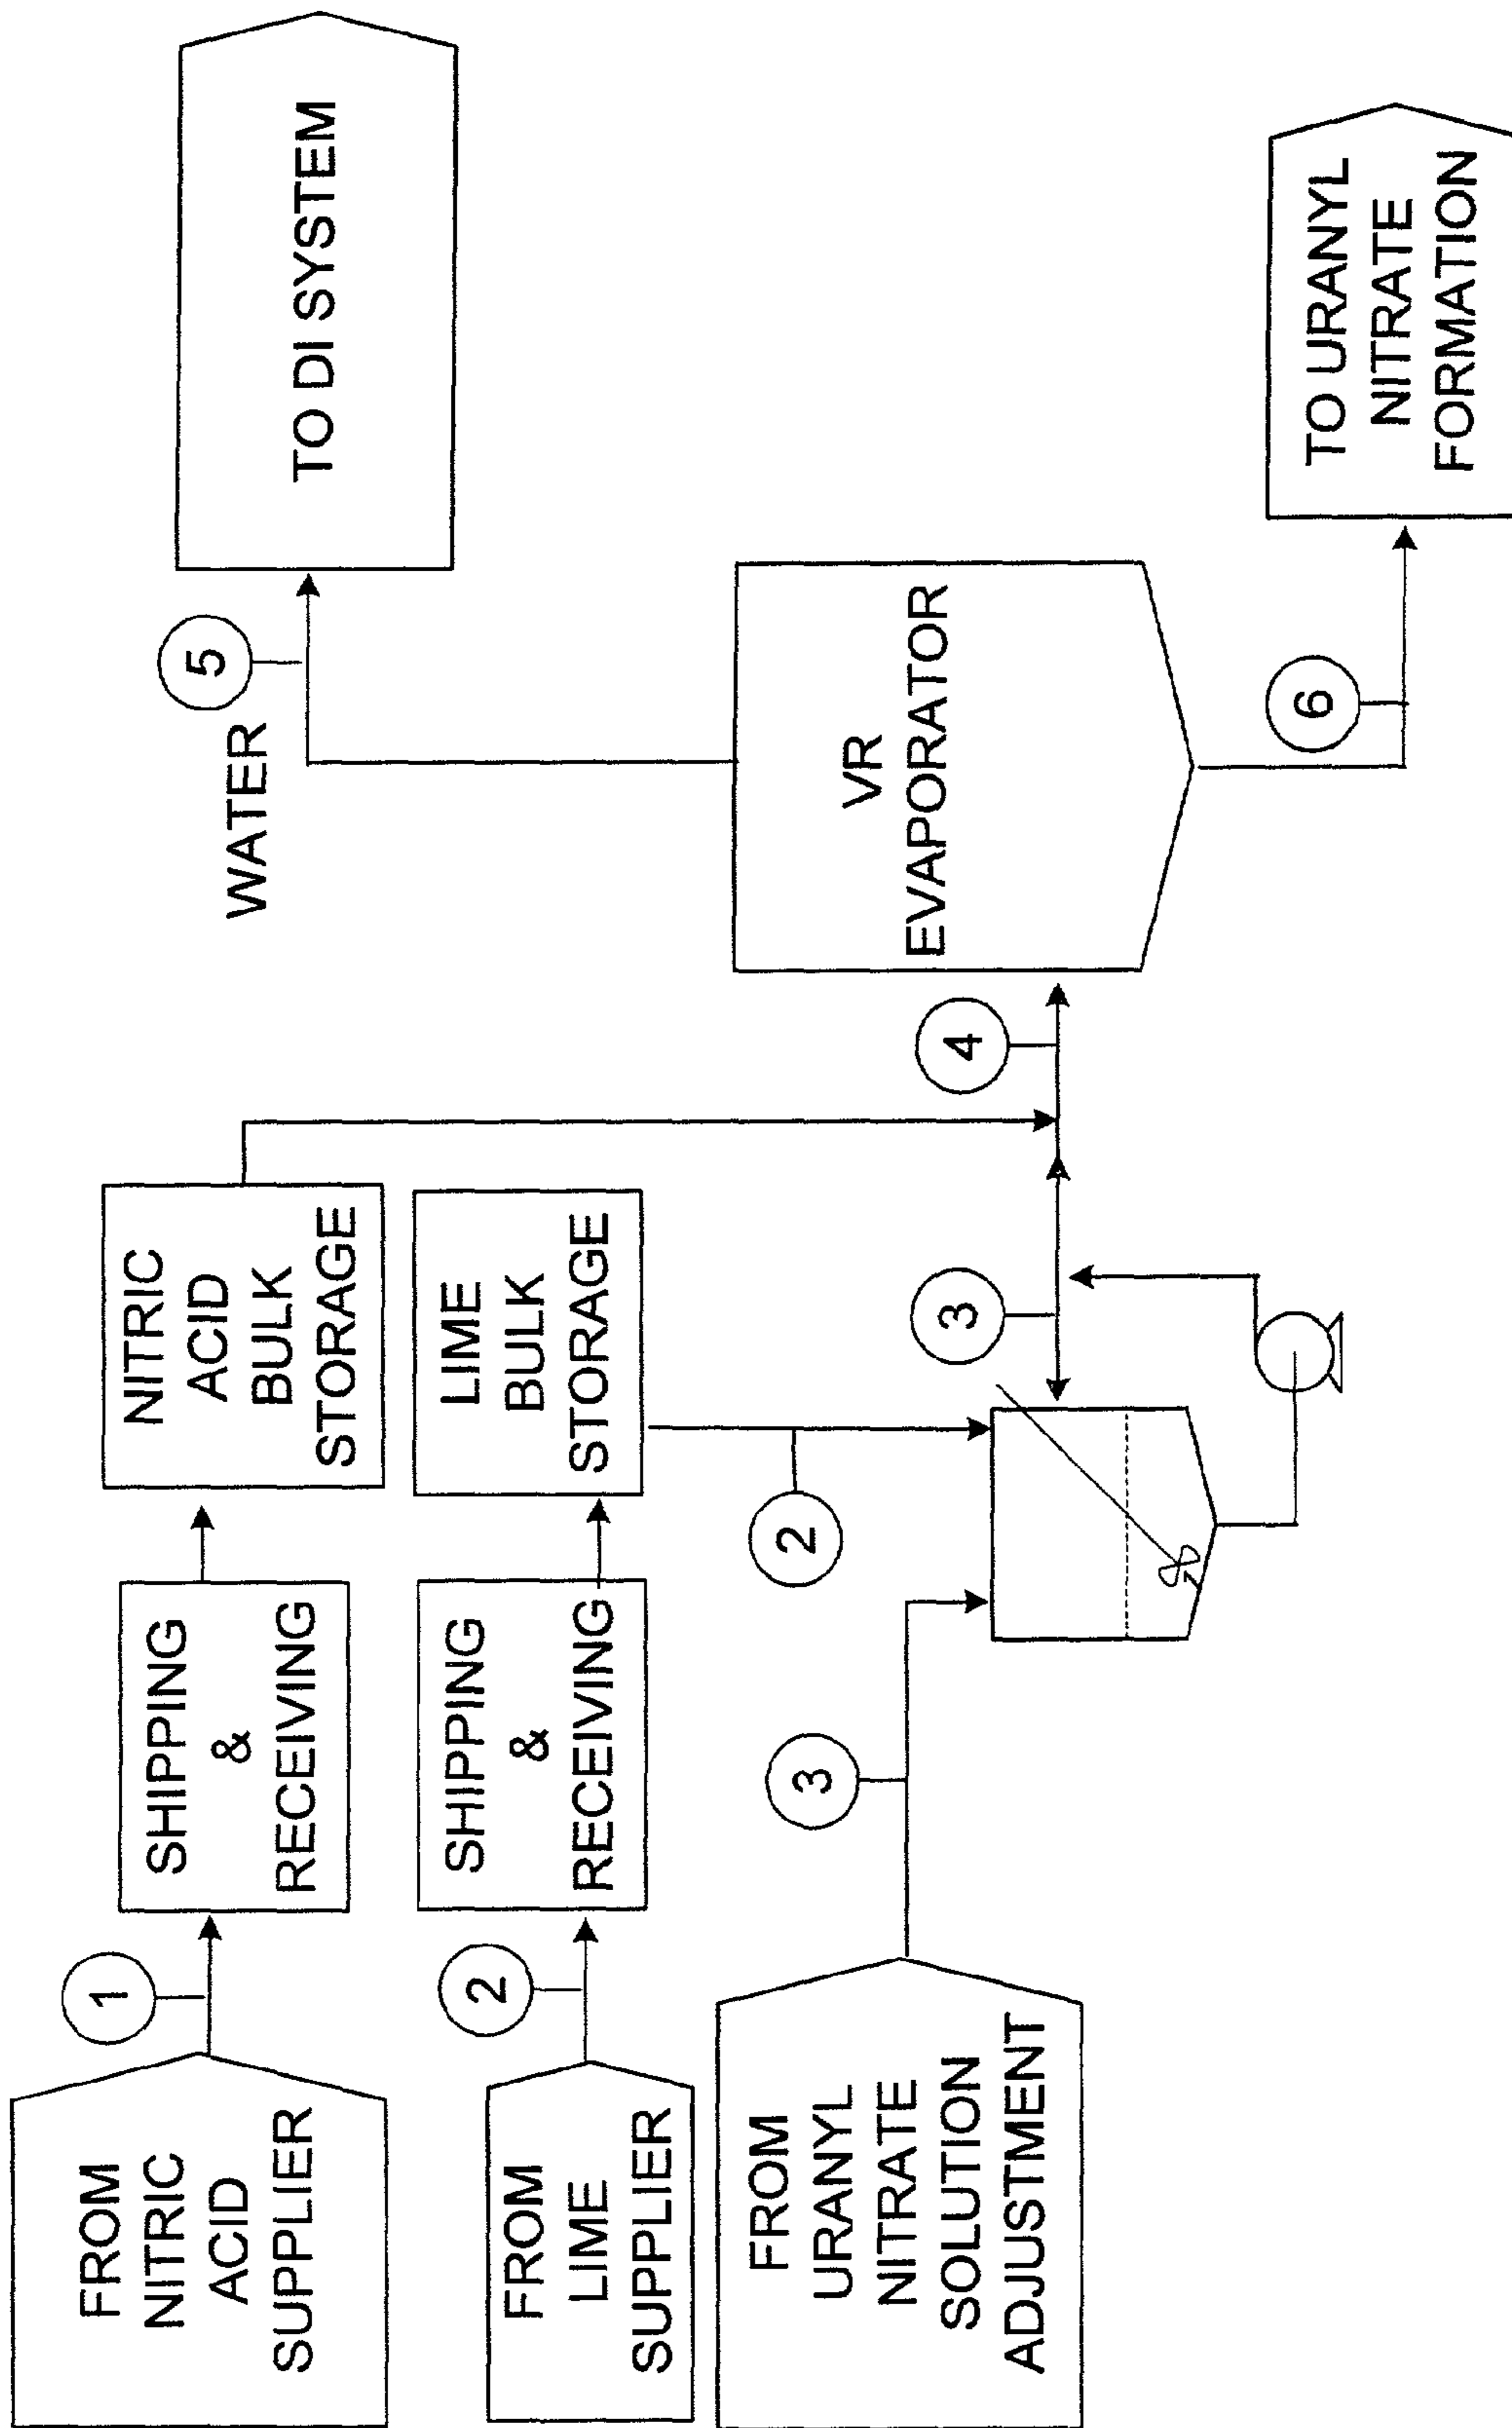 FROM
NITRIC
ACID
SUPPLIER
1
SHIPPING
&
RECEIVING
NITRIC
ACID
BULK
STORAGE
FROM
LIME
SUPPLIER
2
SHIPPING
&
RECEIVING
LIME
BULK
STORAGE
2
FROM
URANYL
NITRATE
SOLUTION
ADJUSTMENT
3
3
4
VR
EVAPORATOR
WATER
5
TO DI SYSTEM
6
TO URANYL
NITRATE
FORMATION